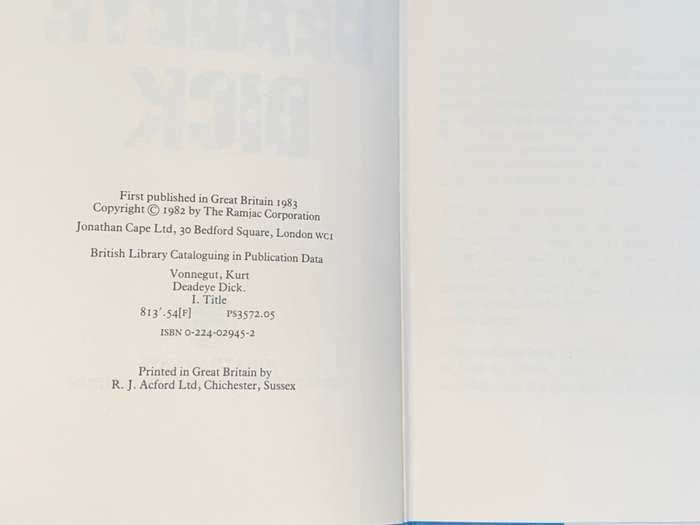 First published in Great Britain 1983
Copyright © 1982 by The Ramjac Corporation
Jonathan Cape Ltd, 30 Bedford Square, London WC1
British Library Cataloguing in Publication Data
Vonnegut, Kurt
Deadeye Dick.
I. Title
813'.54[F] PS3572.05
ISBN 0-224-02945-2
Printed in Great Britain by
R. J. Acford Ltd, Chichester, Sussex